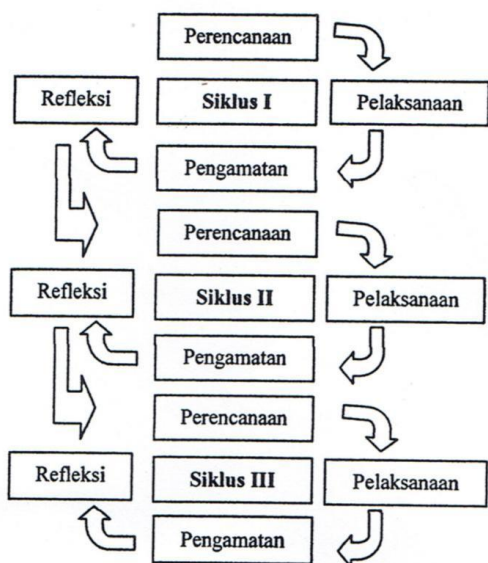 Perencanaan
Refleksi
Siklus I
Pelaksanaan
Pengamatan
Perencanaan
Refleksi
Siklus II
Pelaksanaan
Pengamatan
Perencanaan
Refleksi
Siklus III
Pelaksanaan
Pengamatan